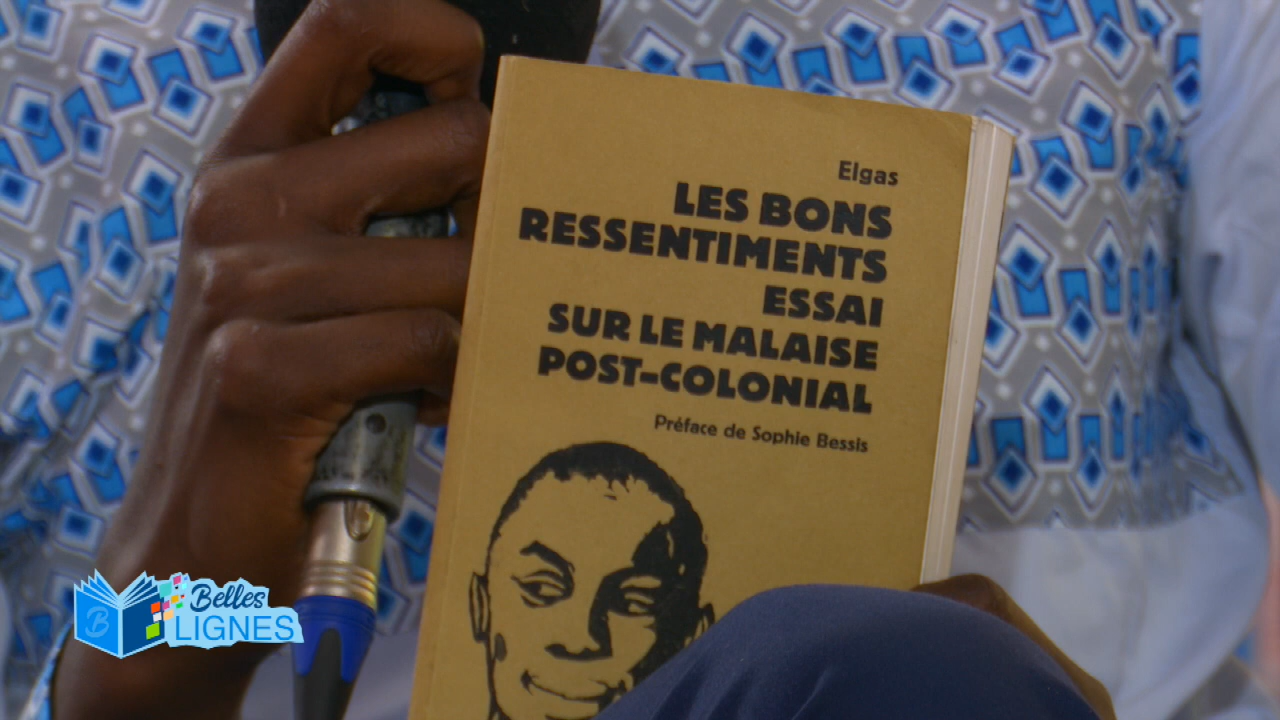 Elgas
LES BONS
RESSENTIMENTS
ESSAI
SUR LE MALAISE
POST-COLONIAL
Préface de Sophie Bessis
B
Belles
LIGNES